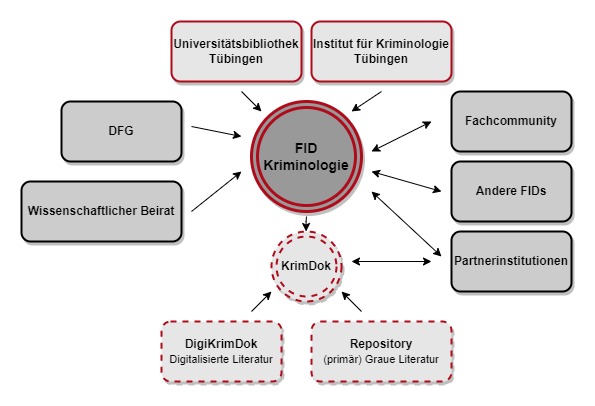 Universitätsbibliothek
Tübingen
Institut für Kriminologie
Tübingen
DFG
Wissenschaftlicher Beirat
FID
Kriminologie
Fachcommunity
Andere FIDs
Partnerinstitutionen
KrimDok
DigiKrimDok
Digitalisierte Literatur
Repository
(primär) Graue Literatur